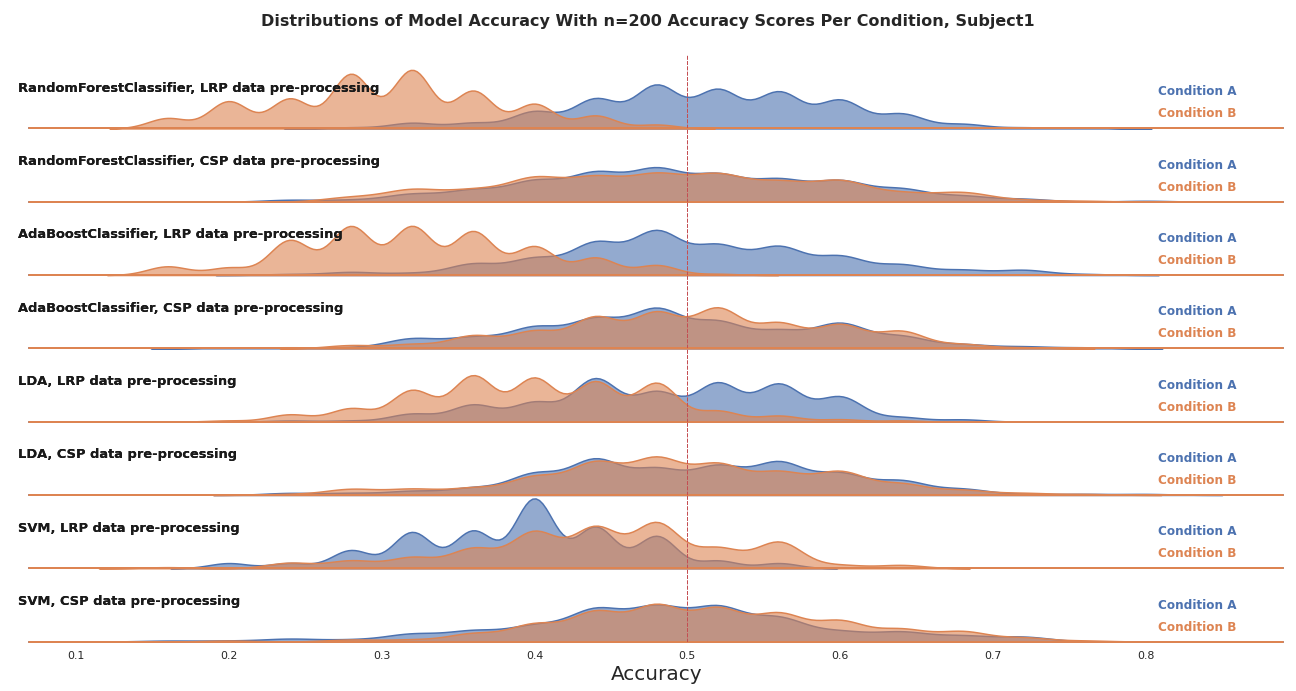 Distributions of Model Accuracy With n=200 Accuracy Scores Per Condition, Subject1
RandomForestClassifier, LRP data pre-processing
Condition A
Condition B
RandomForestClassifier, CSP data pre-processing
Condition A
Condition B
AdaBoostClassifier, LRP data pre-processing
Condition A
Condition B
AdaBoostClassifier, CSP data pre-processing
Condition A
Condition B
LDA, LRP data pre-processing
Condition A
Condition B
LDA, CSP data pre-processing
Condition A
Condition B
SVM, LRP data pre-processing
Condition A
Condition B
SVM, CSP data pre-processing
Condition A
Condition B
0.1 0.2 0.3 0.4 0.5 0.6 0.7 0.8
Accuracy